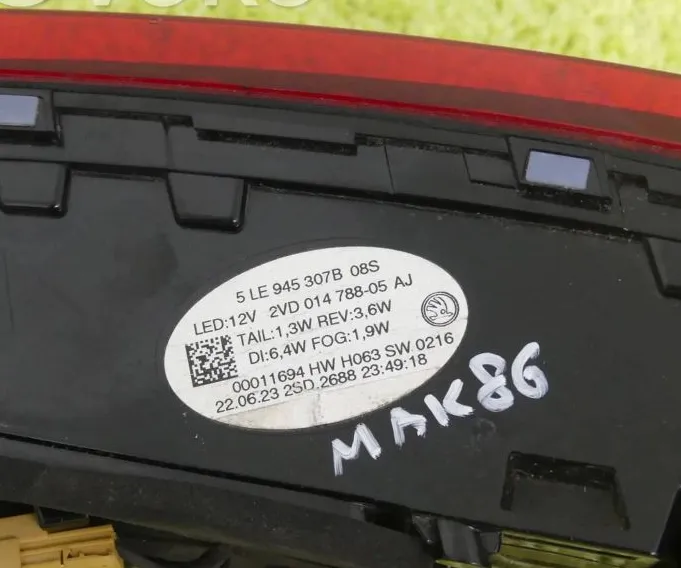 5 LE 945 307B 08S
LED:12V 2VD 014 788-05 AJ
TAIL:1,3W REV:3,6W
DI:6,4W FOG:1,9W
00011694 HW H063 SW 0216
22.06.23 2SD 2688 23:49:18
MAK86